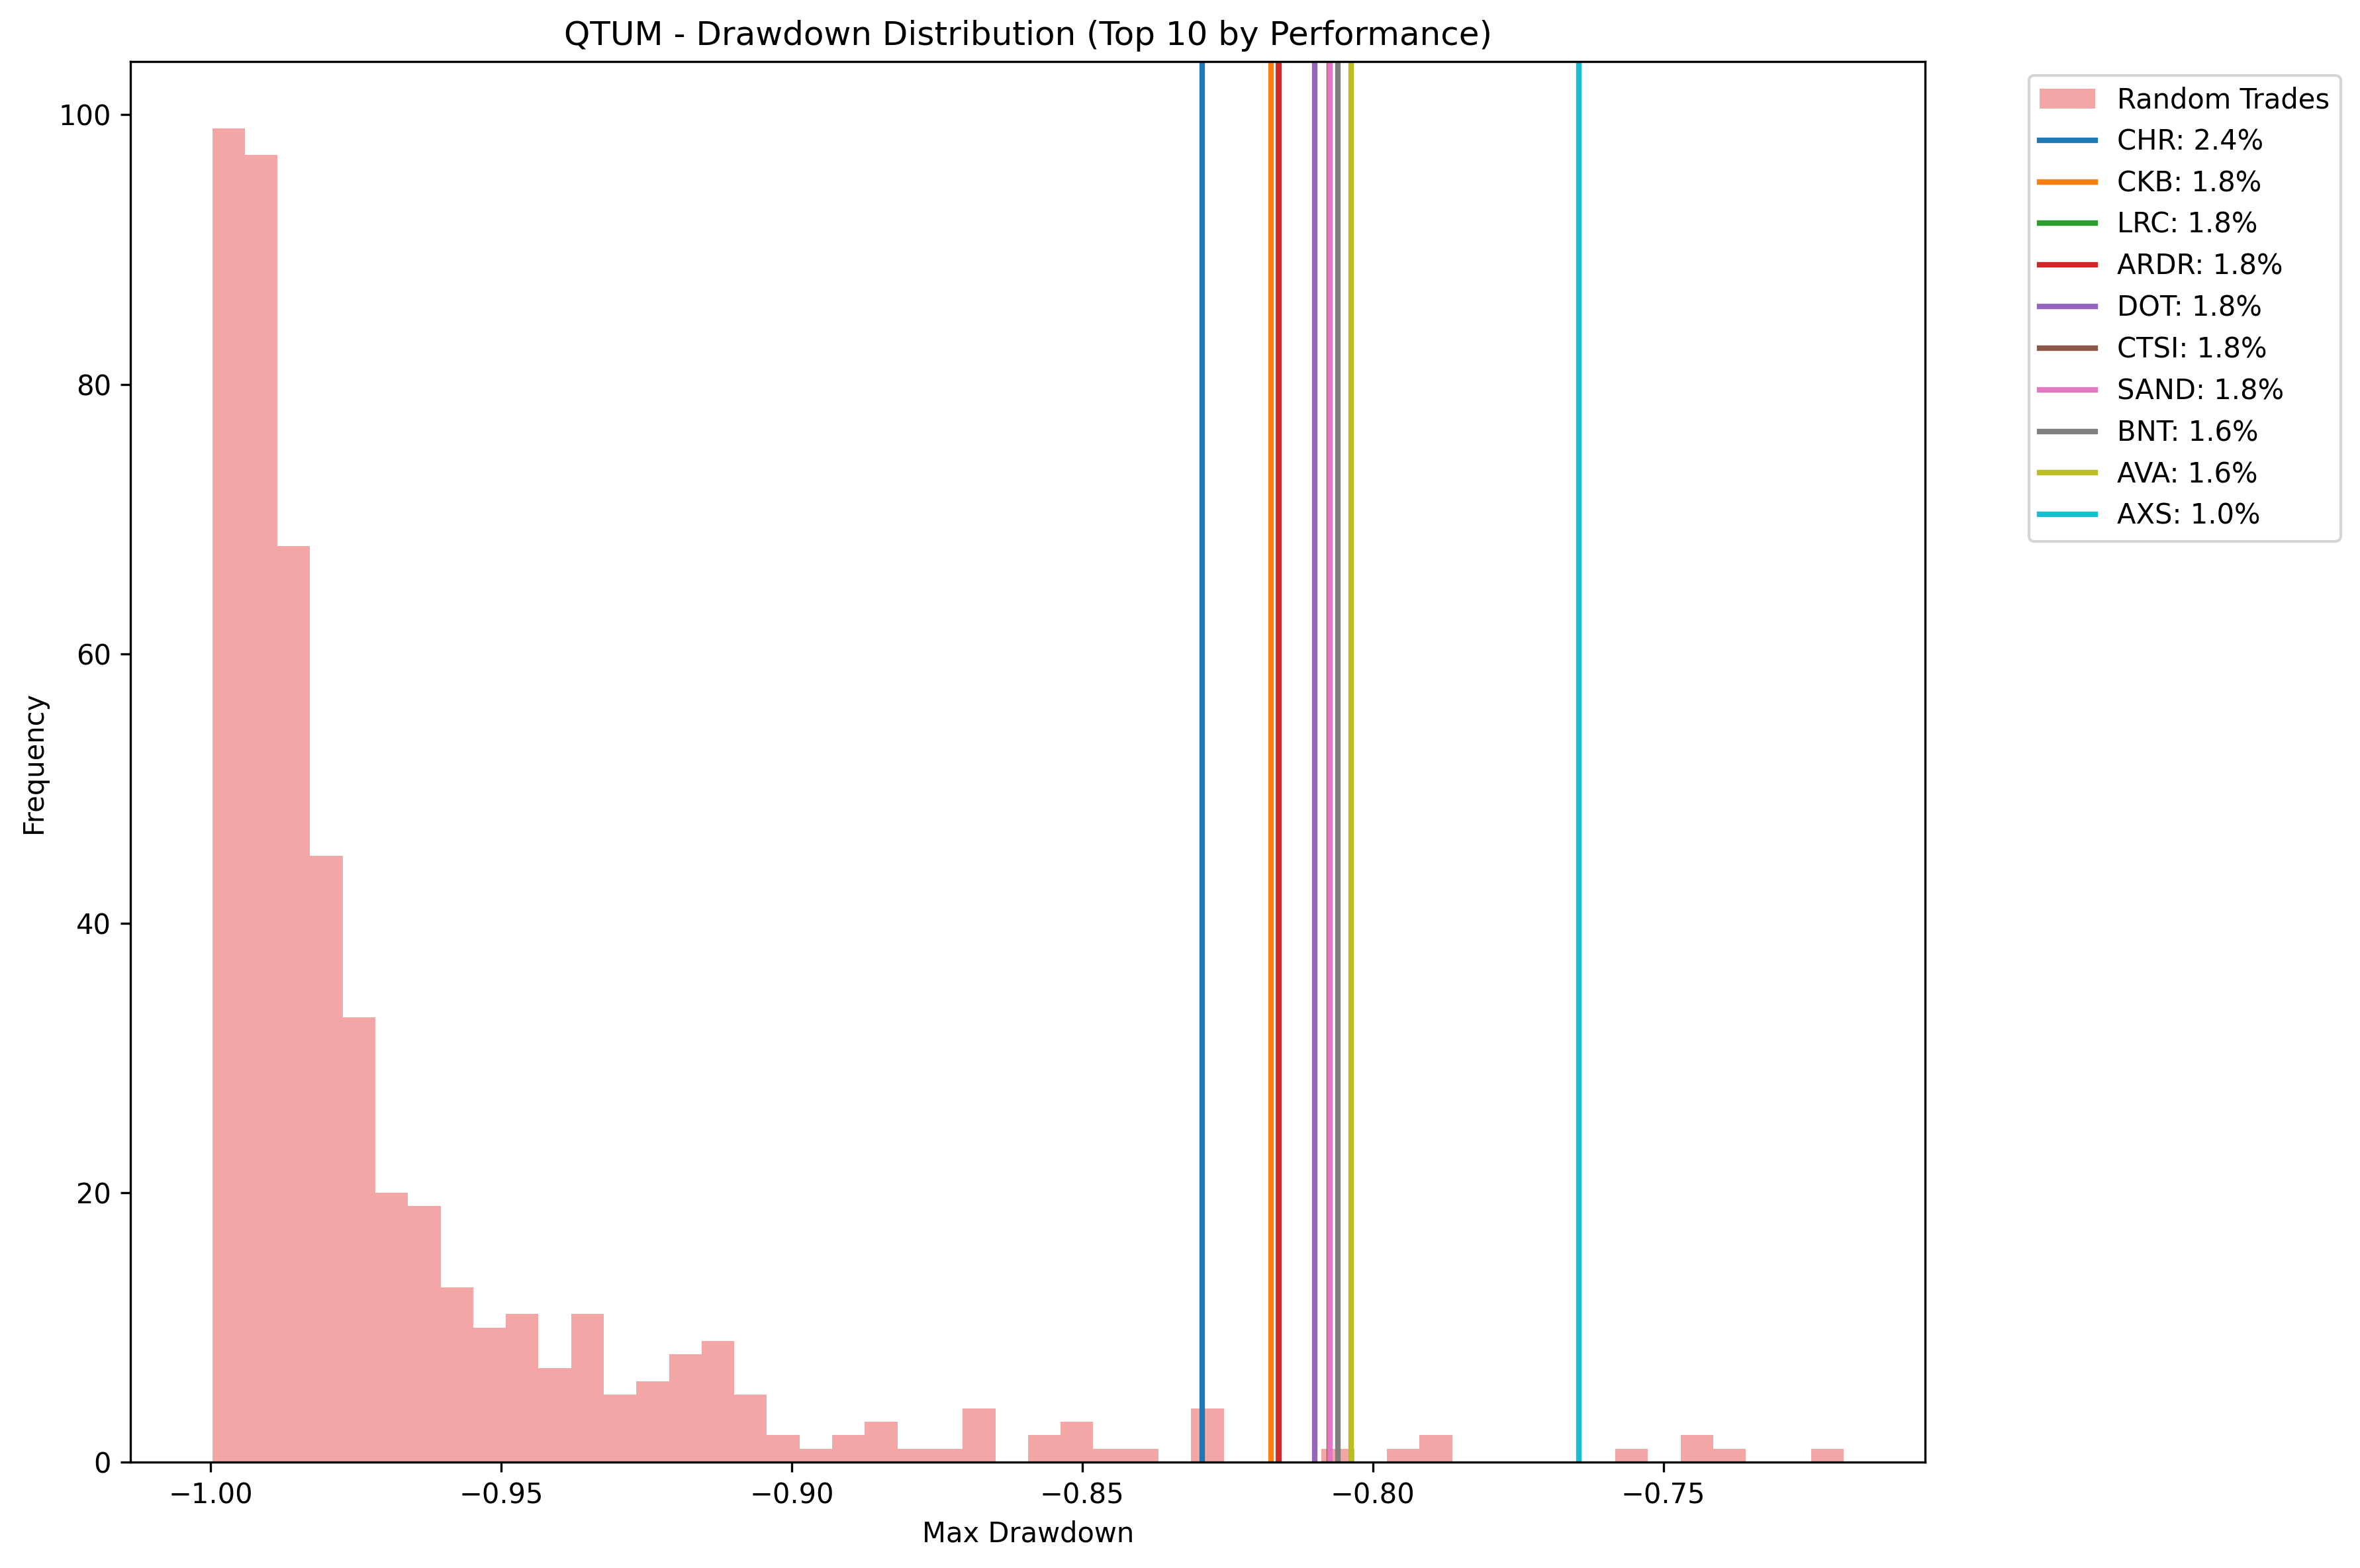 QTUM - Drawdown Distribution (Top 10 by Performance)
100
80
60
40
20
0
Frequency
−1.00
−0.95
−0.90
−0.85
−0.80
−0.75
Max Drawdown
Random Trades
CHR: 2.4%
CKB: 1.8%
LRC: 1.8%
ARDR: 1.8%
DOT: 1.8%
CTSI: 1.8%
SAND: 1.8%
BNT: 1.6%
AVA: 1.6%
AXS: 1.0%